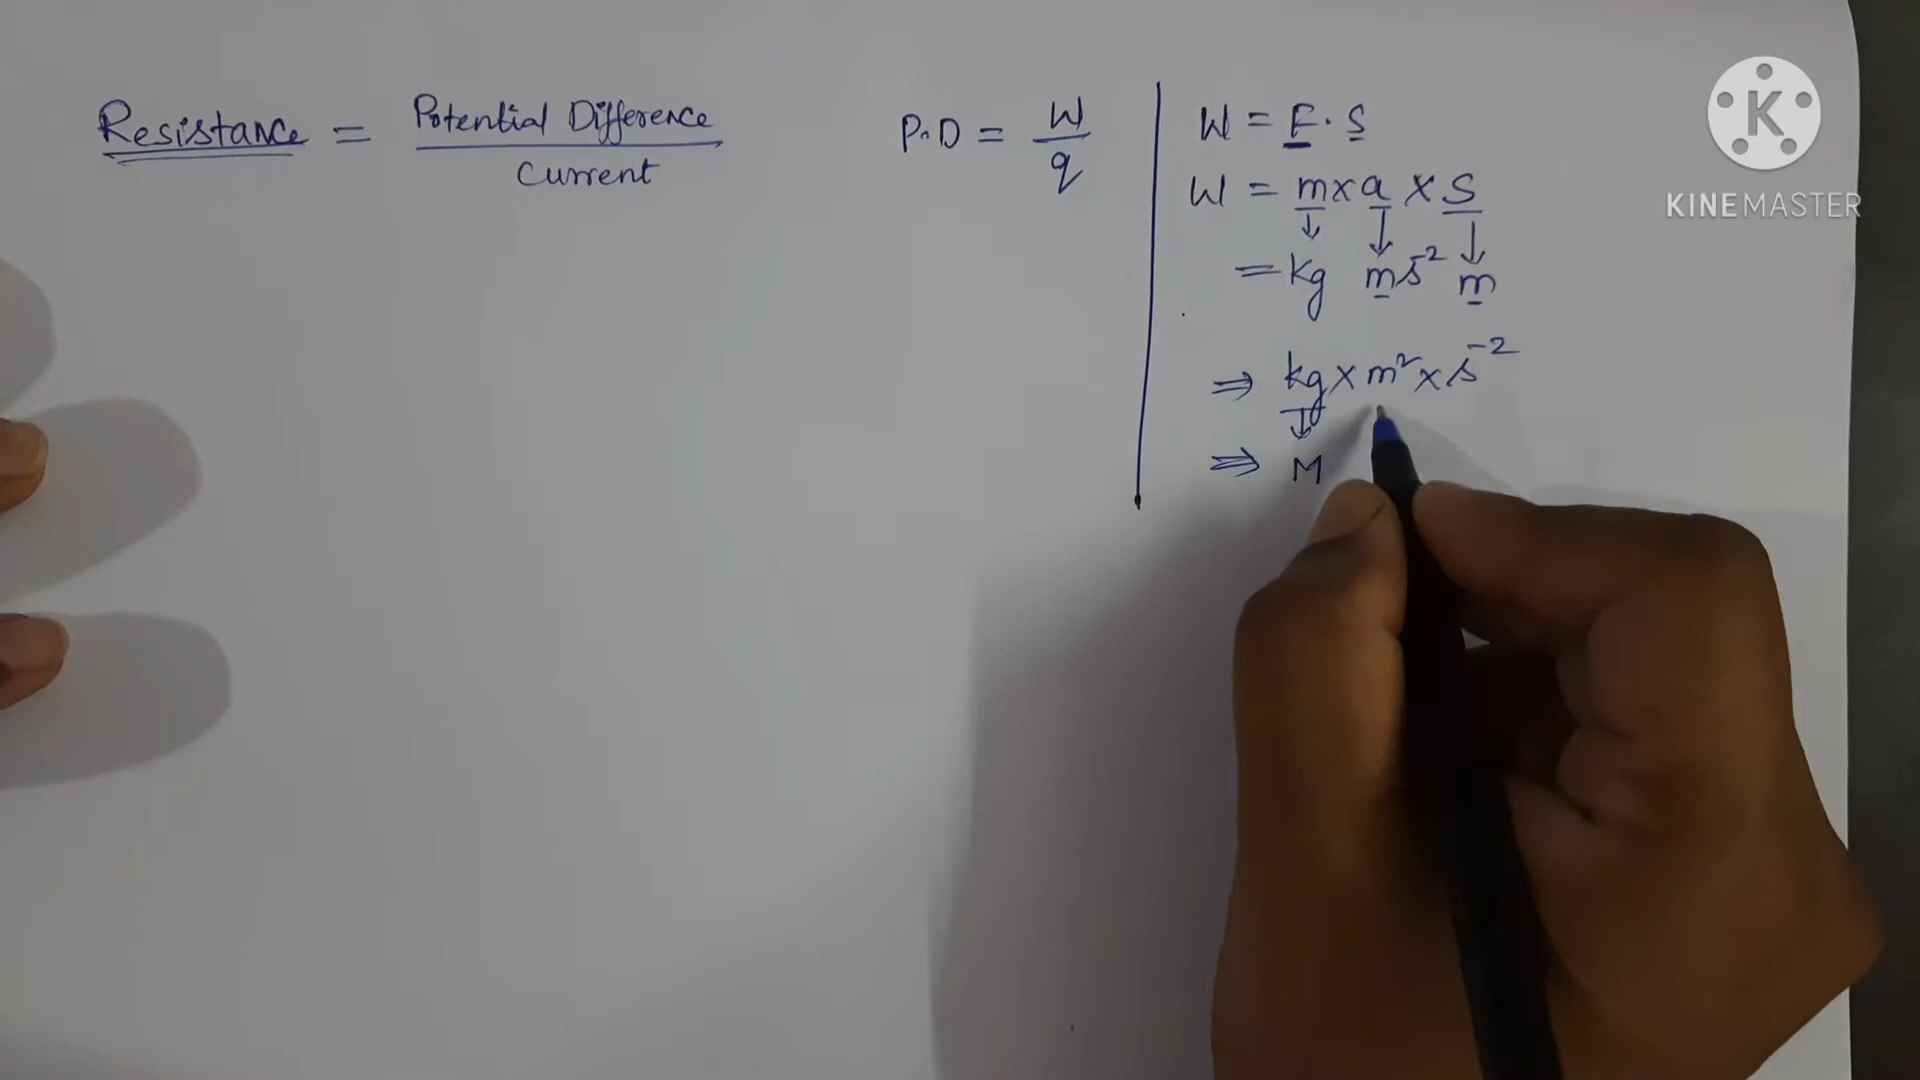 Resistance = Potential Difference / Current
P.D = W / q
W = F . S
W = m x a x S
↓ ↓ ↓
= kg ms⁻² m
⇒ kg x m² x s⁻²
↓
⇒ M
K
KINEMASTER